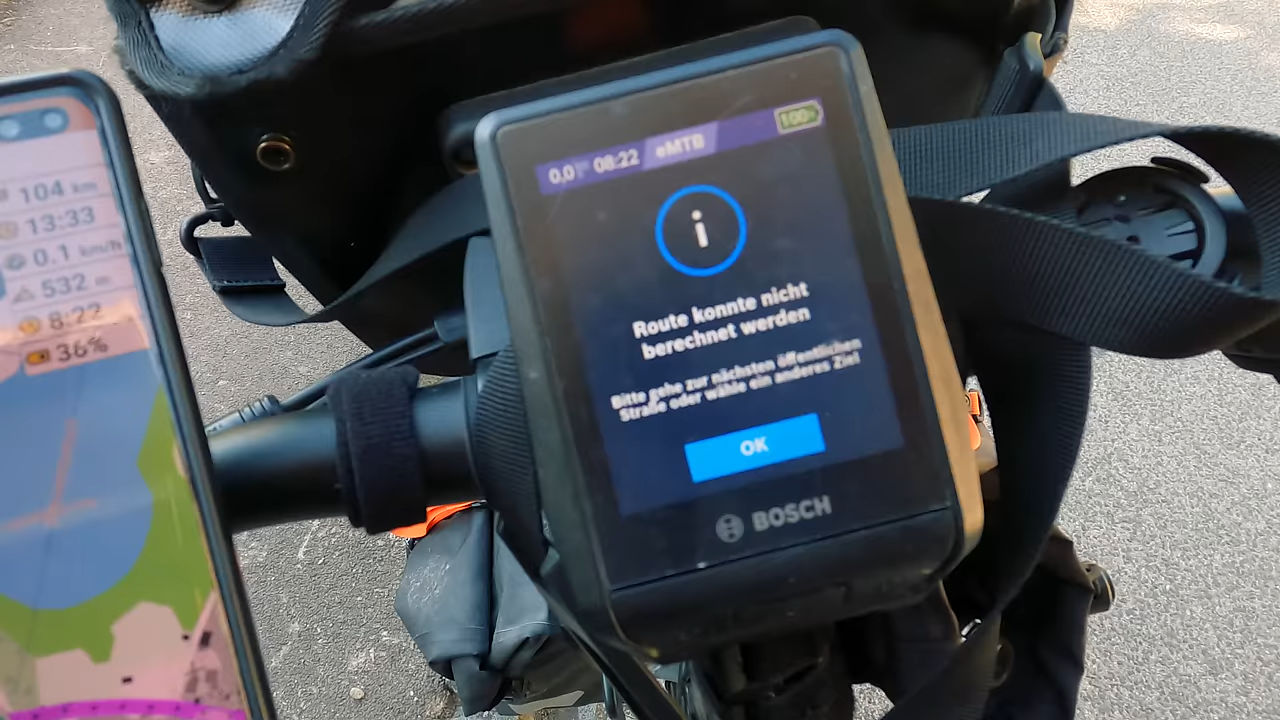 104 km
13:33
0.1 km/h
532 m
8:22
36%
0,0 08:22 eMTB 100
i
Route konnte nicht
berechnet werden
Bitte gehe zur nächsten öffentlichen
Straße oder wähle ein anderes Ziel
OK
BOSCH